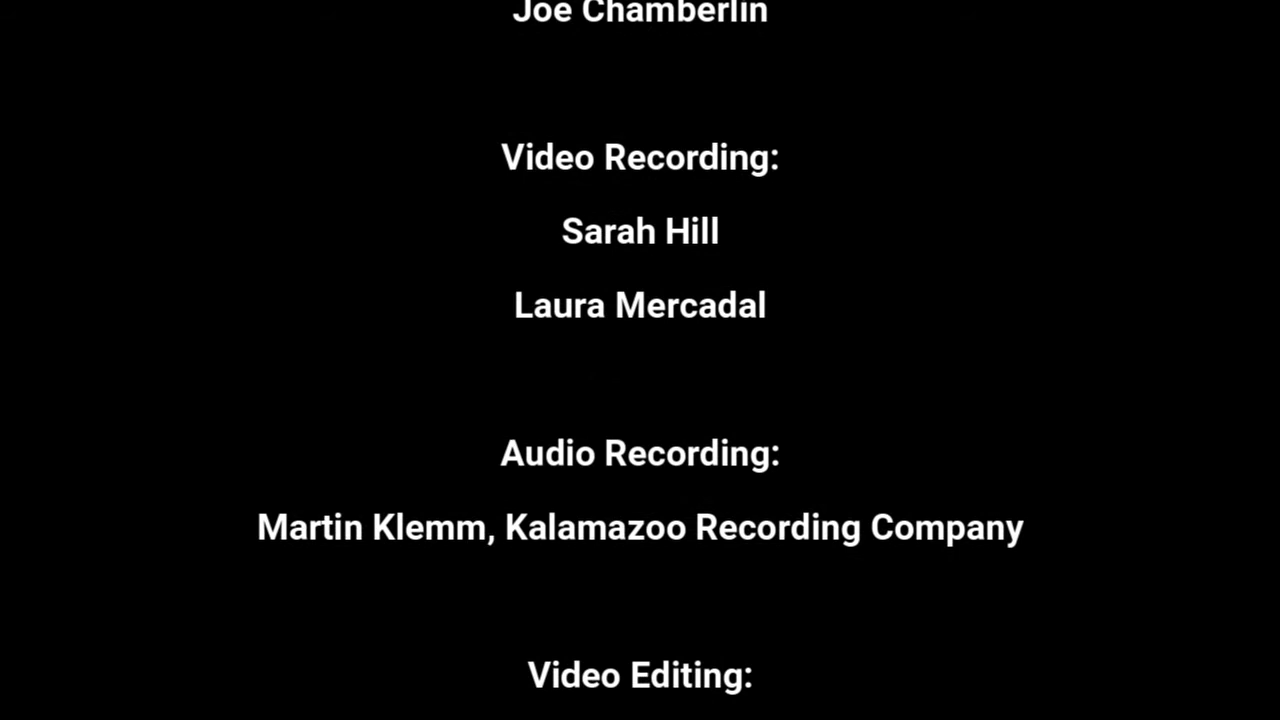 Joe Chamberlin
Video Recording:
Sarah Hill
Laura Mercadal
Audio Recording:
Martin Klemm, Kalamazoo Recording Company
Video Editing: